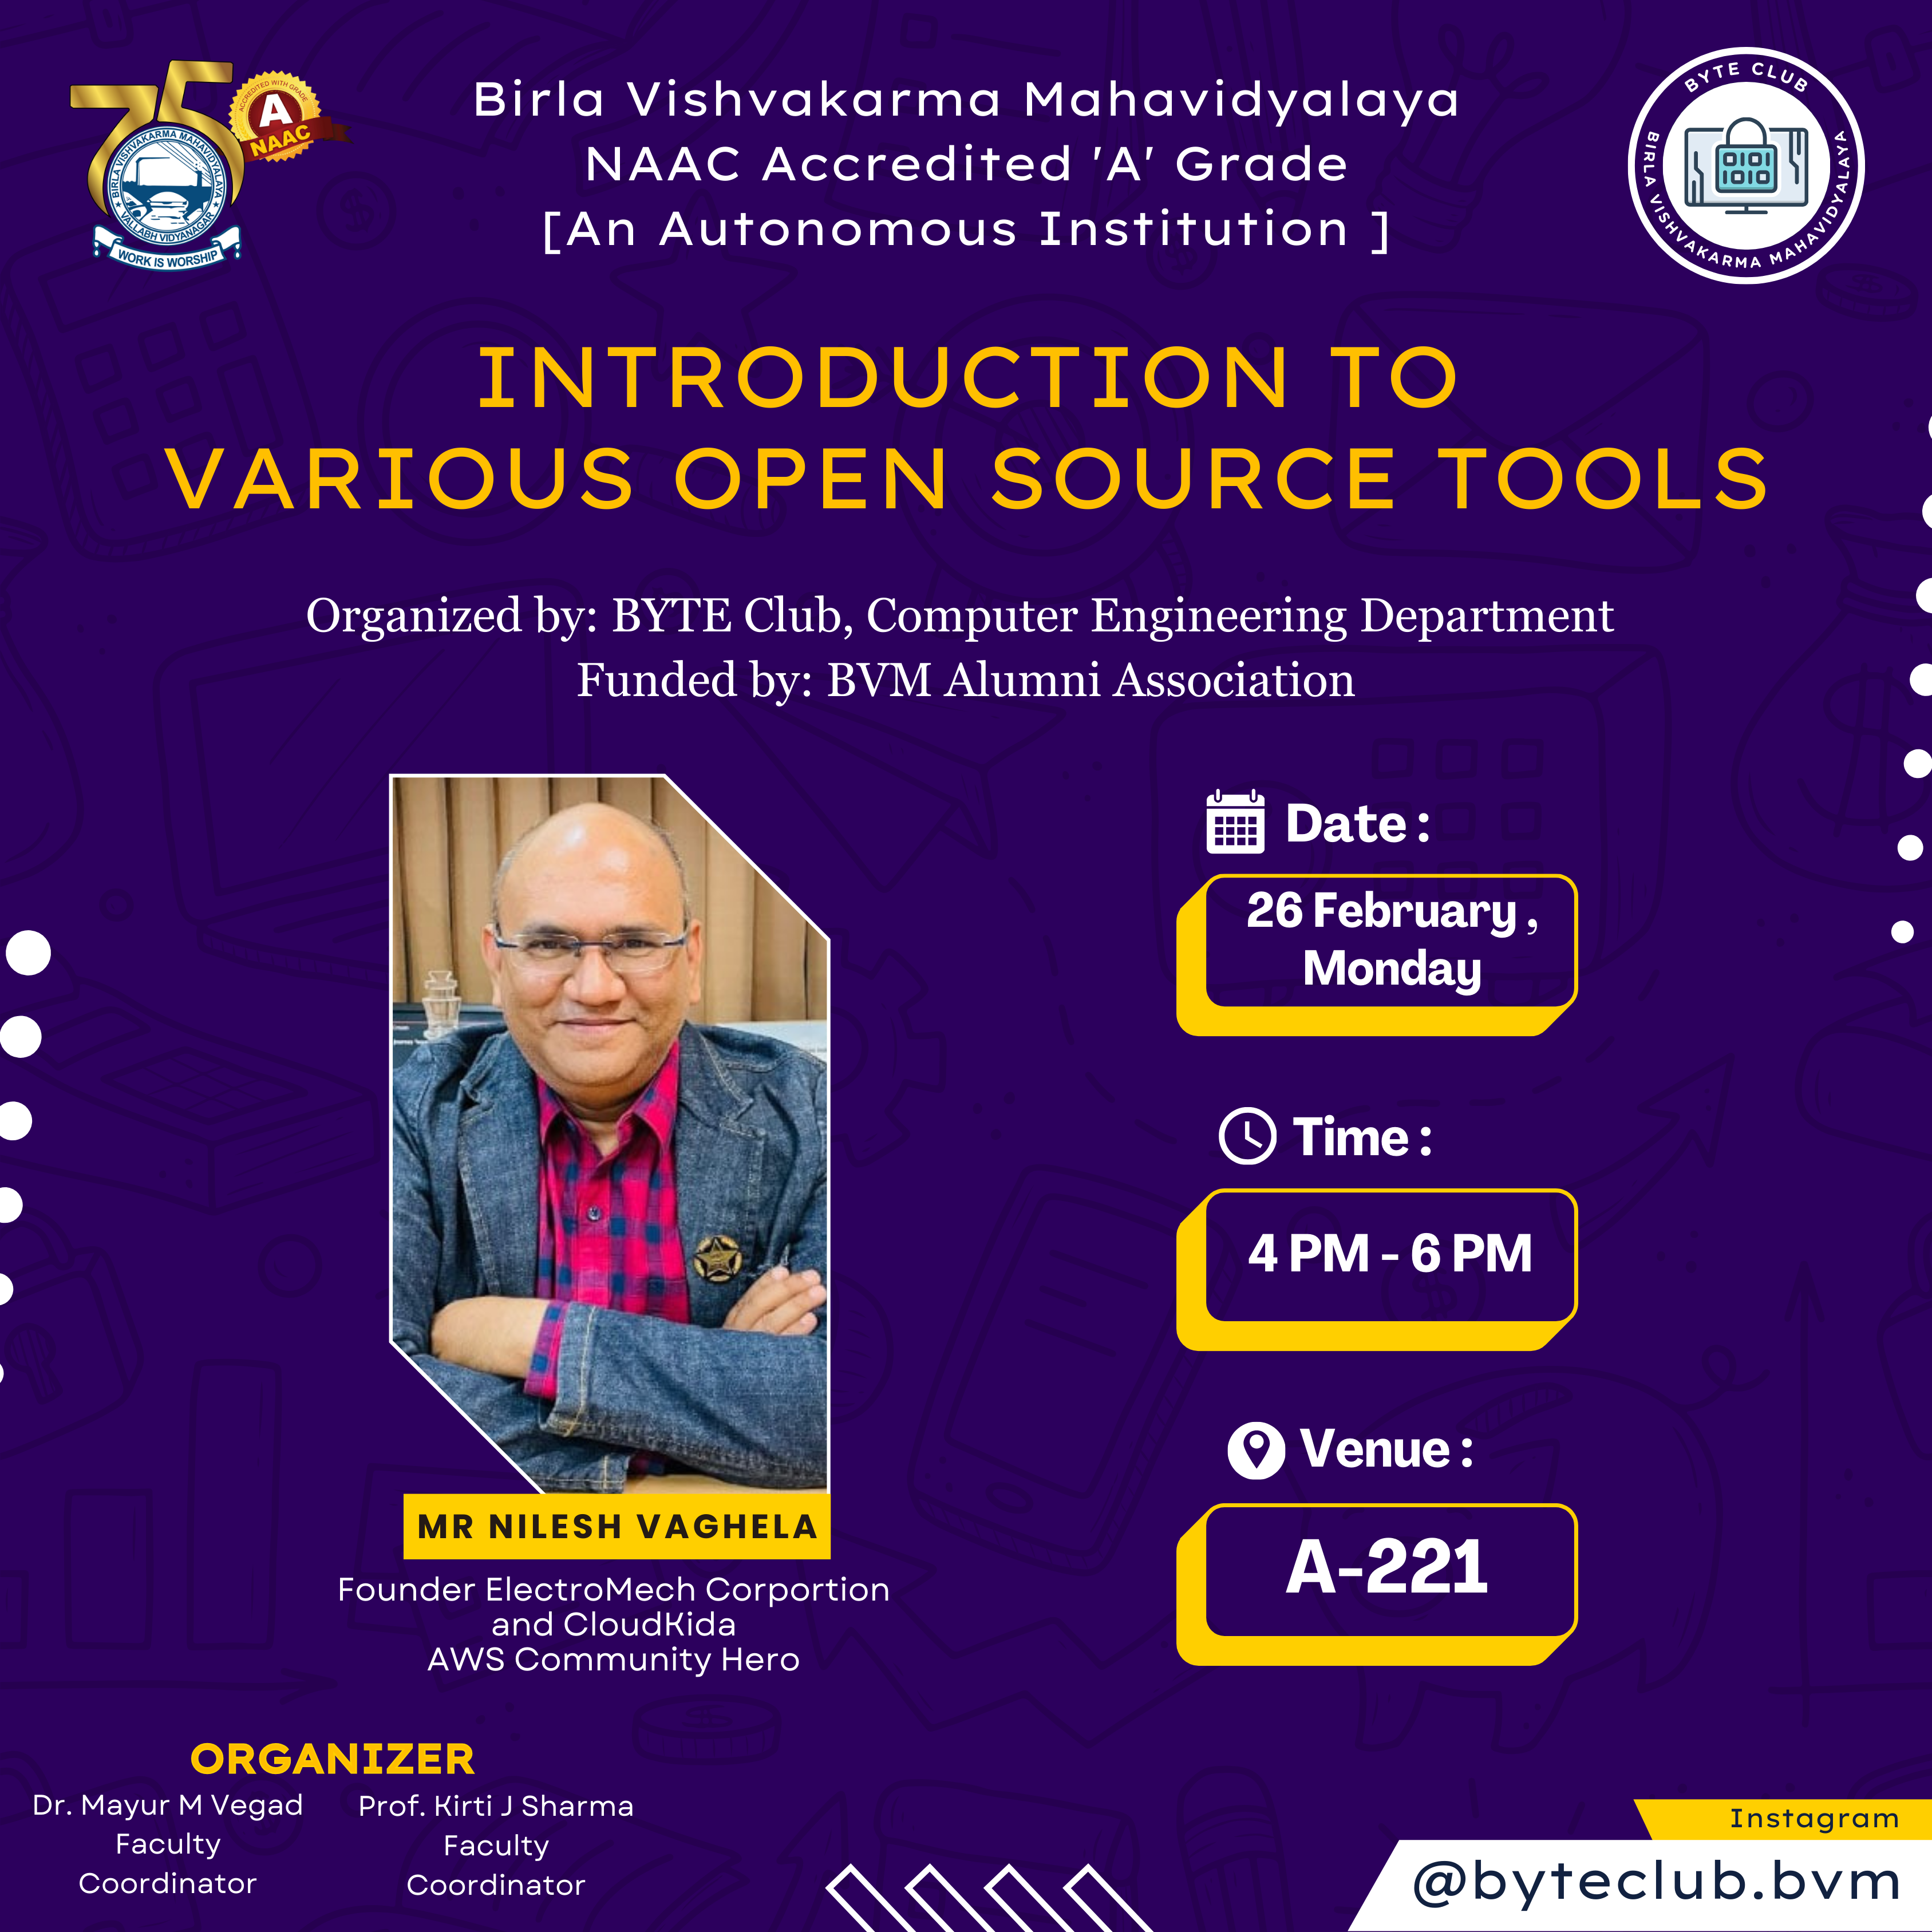 75
ACCREDITED WITH GRADE
A
NAAC
BIRLA VISHVAKARMA MAHAVIDYALAYA
VALLABH VIDYANAGAR
WORK IS WORSHIP
Birla Vishvakarma Mahavidyalaya
NAAC Accredited 'A' Grade
[An Autonomous Institution ]
BYTE CLUB
0101
1010
BIRLA VISHVAKARMA MAHAVIDYALAYA
INTRODUCTION TO
VARIOUS OPEN SOURCE TOOLS
Organized by: BYTE Club, Computer Engineering Department
Funded by: BVM Alumni Association
Date :
26 February ,
Monday
Time :
4 PM - 6 PM
Venue :
A-221
MR NILESH VAGHELA
Founder ElectroMech Corportion
and CloudKida
AWS Community Hero
ORGANIZER
Dr. Mayur M Vegad
Faculty
Coordinator
Prof. Kirti J Sharma
Faculty
Coordinator
Instagram
@byteclub.bvm